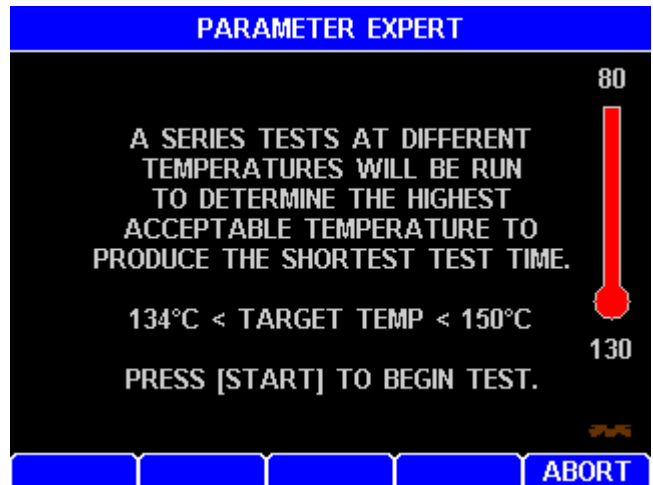 PARAMETER EXPERT
80
A SERIES TESTS AT DIFFERENT
TEMPERATURES WILL BE RUN
TO DETERMINE THE HIGHEST
ACCEPTABLE TEMPERATURE TO
PRODUCE THE SHORTEST TEST TIME.
134°C < TARGET TEMP < 150°C
130
PRESS [START] TO BEGIN TEST.
ABORT